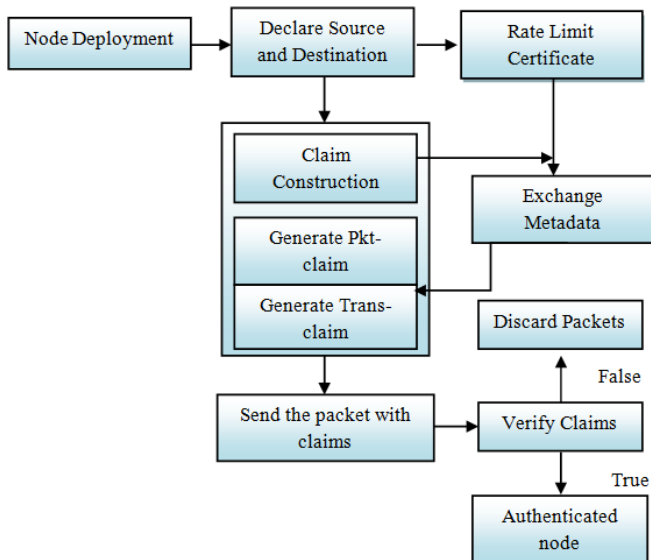 Node Deployment
Declare Source
and Destination
Rate Limit
Certificate
Claim
Construction
Exchange
Metadata
Generate Pkt-
claim
Generate Trans-
claim
Discard Packets
False
Send the packet with
claims
Verify Claims
True
Authenticated
node